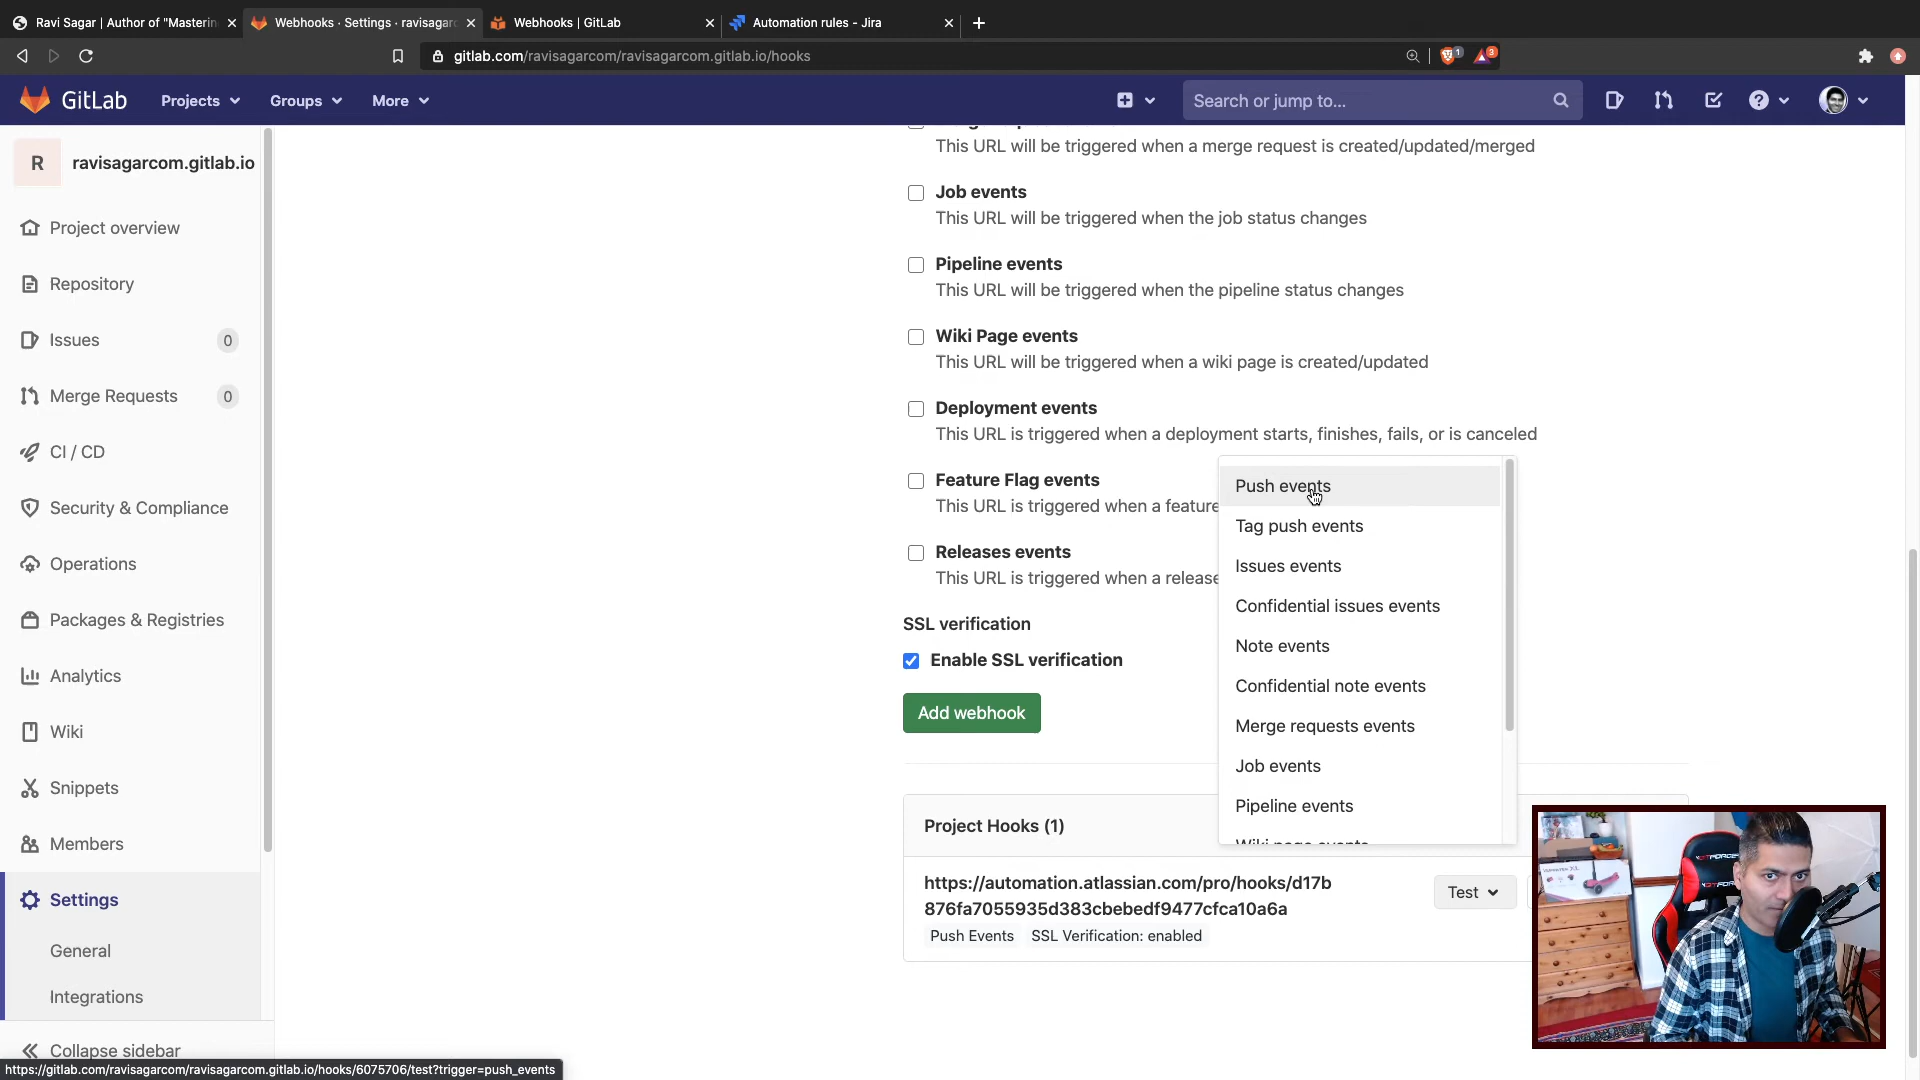 Ravi Sagar | Author of "Masterin
Webhooks · Settings · ravisagarc
Webhooks | GitLab
Automation rules - Jira
gitlab.com/ravisagarcom/ravisagarcom.gitlab.io/hooks
1
3
GitLab
Projects
Groups
More
Search or jump to...
R
ravisagarcom.gitlab.io
Project overview
Repository
Issues
0
Merge Requests
0
CI / CD
Security & Compliance
Operations
Packages & Registries
Analytics
Wiki
Snippets
Members
Settings
General
Integrations
Collapse sidebar
https://gitlab.com/ravisagarcom/ravisagarcom.gitlab.io/hooks/6075706/test?trigger=push_events
This URL will be triggered when a merge request is created/updated/merged
Job events
This URL will be triggered when the job status changes
Pipeline events
This URL will be triggered when the pipeline status changes
Wiki Page events
This URL will be triggered when a wiki page is created/updated
Deployment events
This URL is triggered when a deployment starts, finishes, fails, or is canceled
Feature Flag events
This URL is triggered when a feature
Releases events
This URL is triggered when a release
SSL verification
Enable SSL verification
Add webhook
Push events
Tag push events
Issues events
Confidential issues events
Note events
Confidential note events
Merge requests events
Job events
Pipeline events
Wiki page events
Project Hooks (1)
https://automation.atlassian.com/pro/hooks/d17b
876fa7055935d383cbebedf9477cfca10a6a
Test
Push Events
SSL Verification: enabled